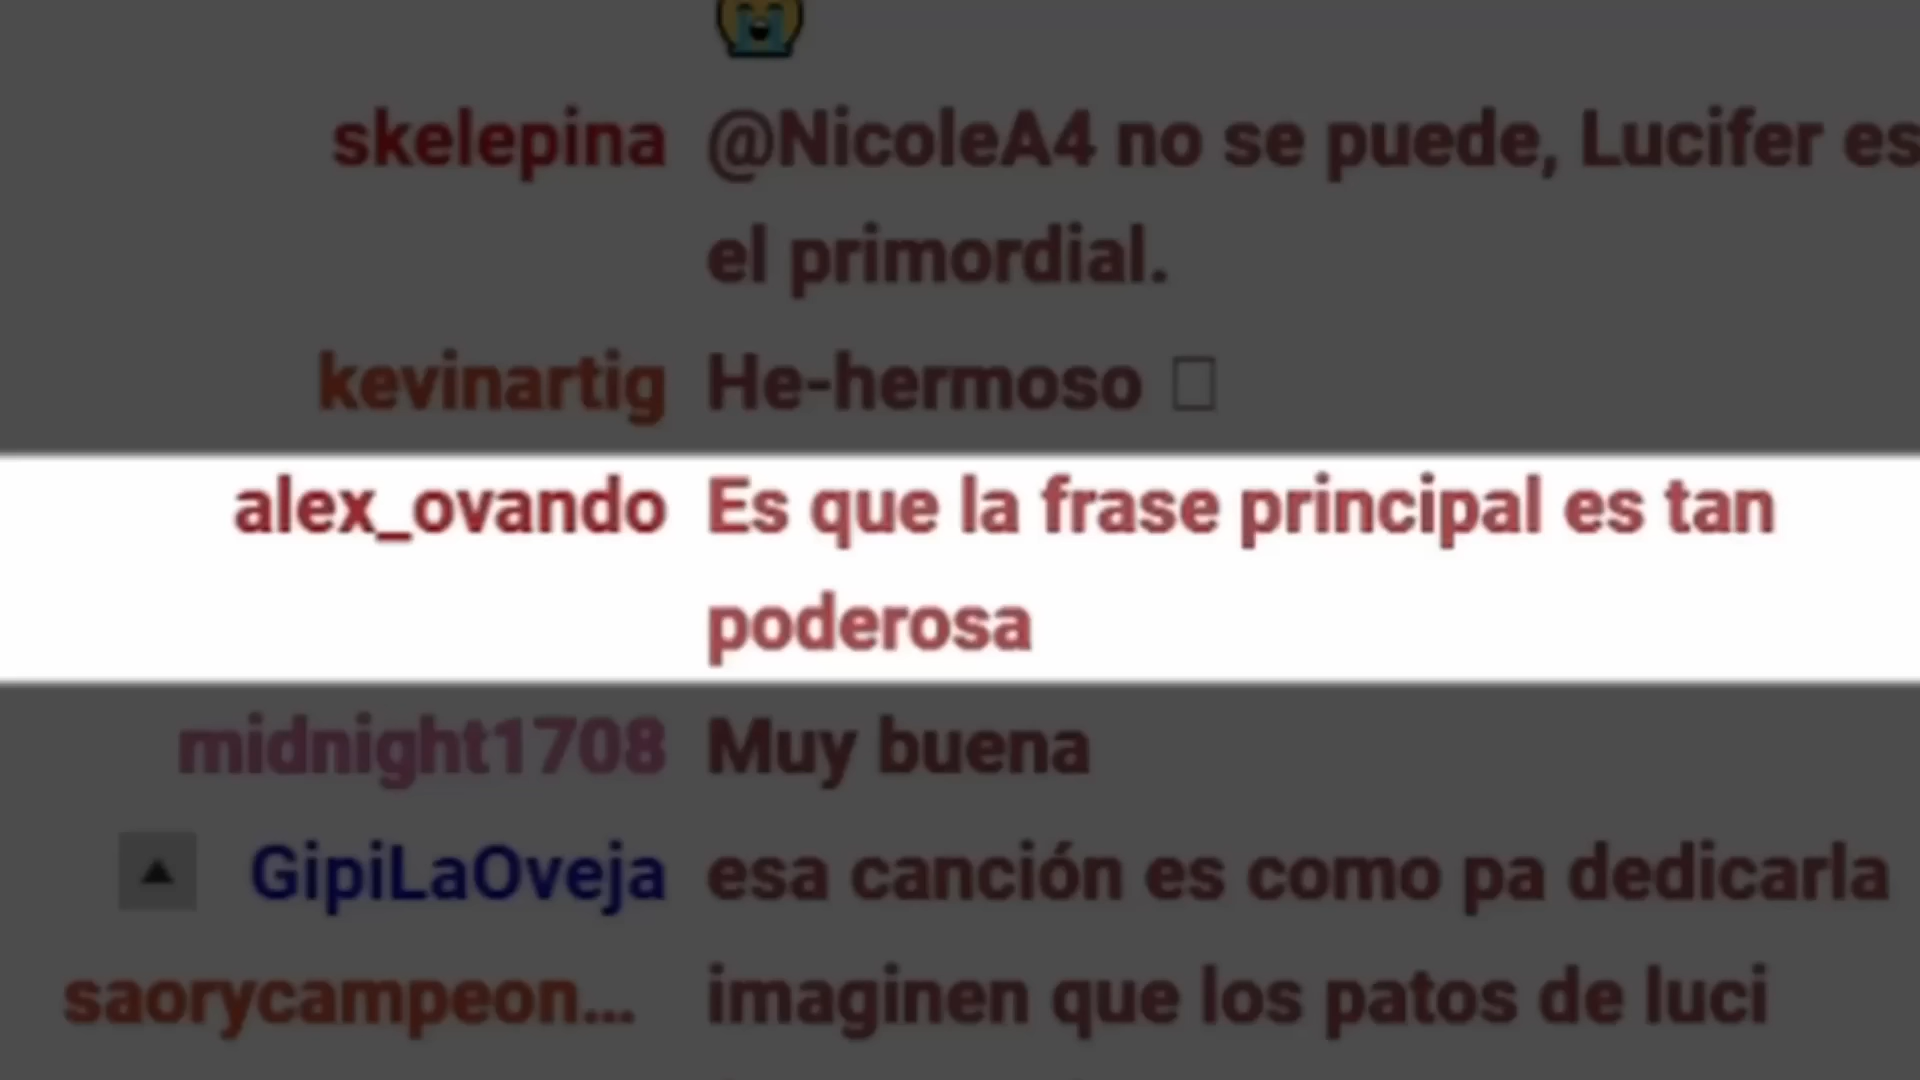 skelepina @NicoleA4 no se puede, Lucifer es
el primordial.
kevinartig He-hermoso
alex_ovando Es que la frase principal es tan
poderosa
midnight1708 Muy buena
GipiLaOveja esa canción es como pa dedicarla
saorycampeon... imaginen que los patos de luci